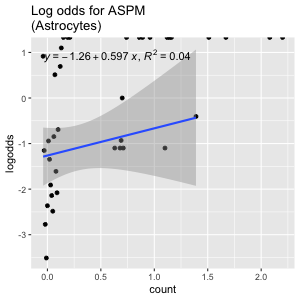 Log odds for ASPM
(Astrocytes)
y = −1.26 + 0.597 x, R² = 0.04
1
0
-1
-2
-3
logodds
0.0 0.5 1.0 1.5 2.0
count